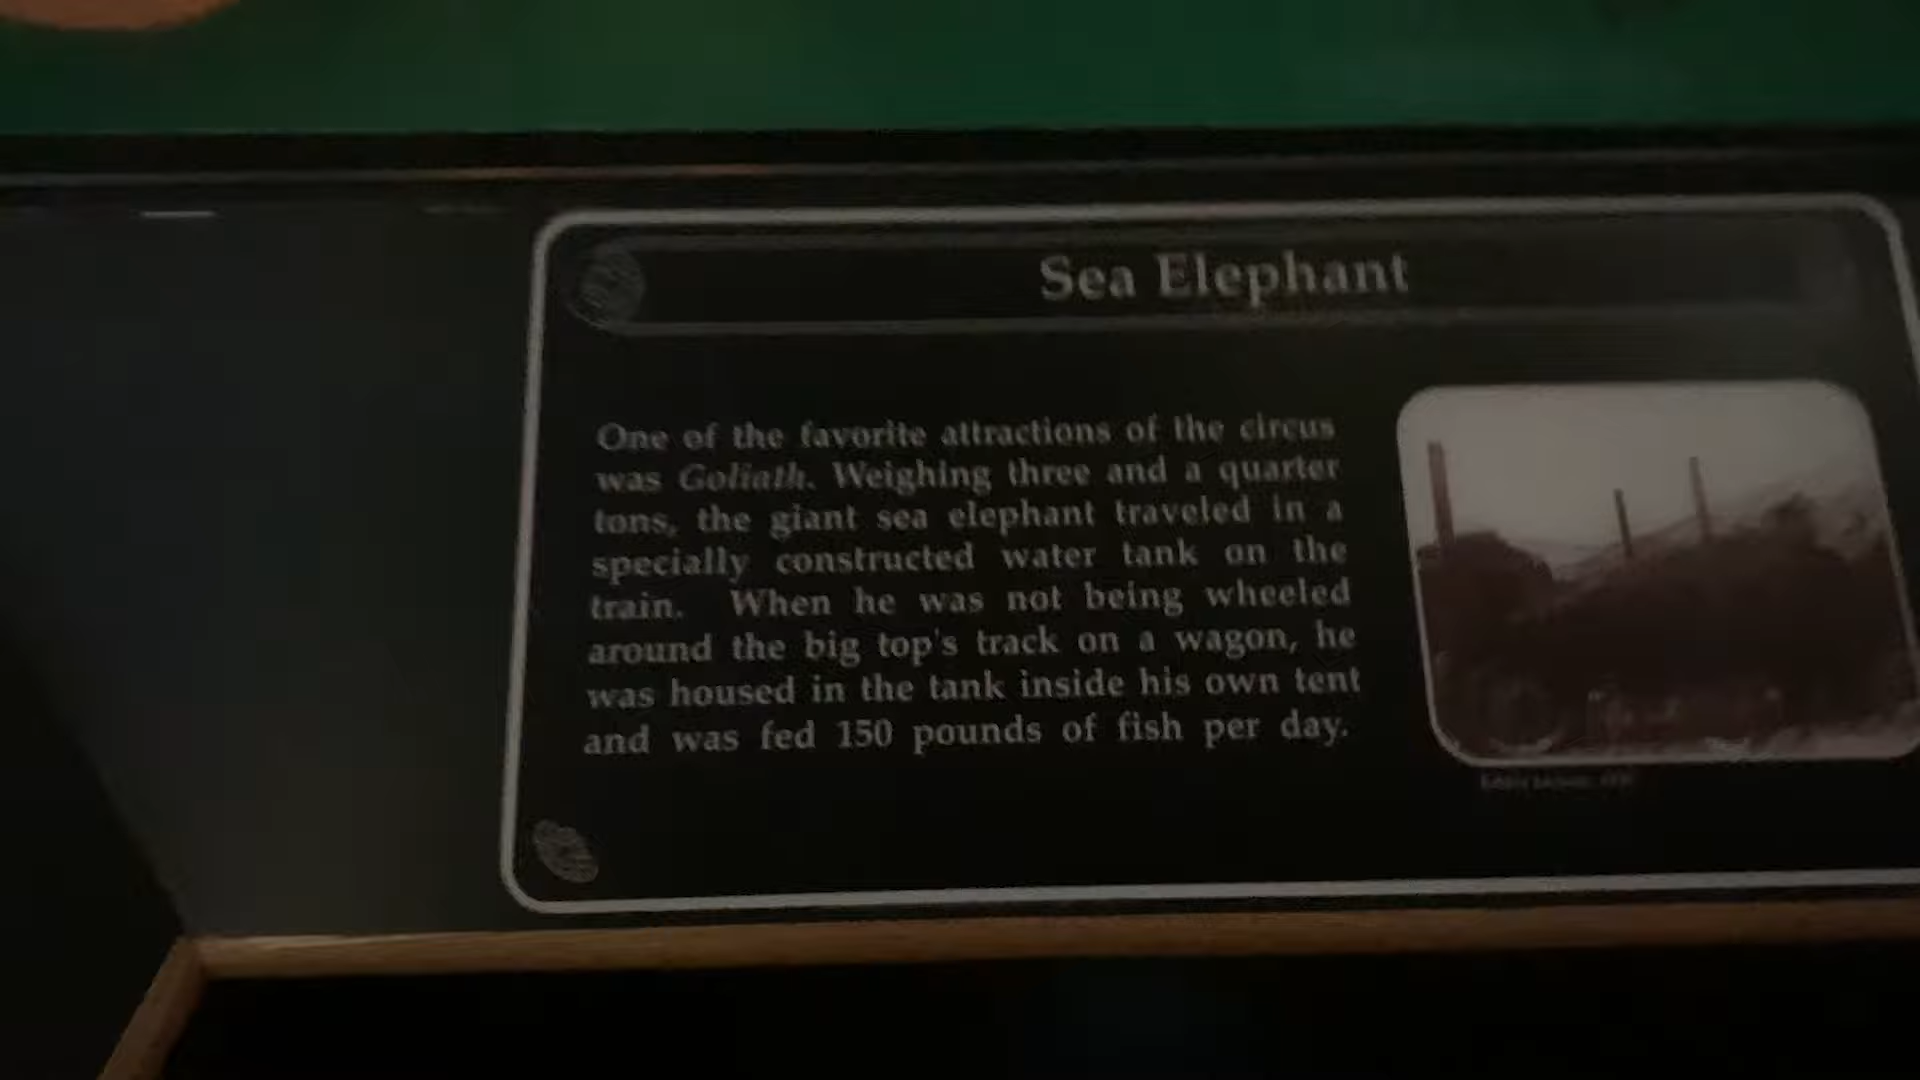 Sea Elephant
One of the favorite attractions of the circus
was Goliath. Weighing three and a quarter
tons, the giant sea elephant traveled in a
specially constructed water tank on the
train. When he was not being wheeled
around the big top's track on a wagon, he
was housed in the tank inside his own tent
and was fed 150 pounds of fish per day.